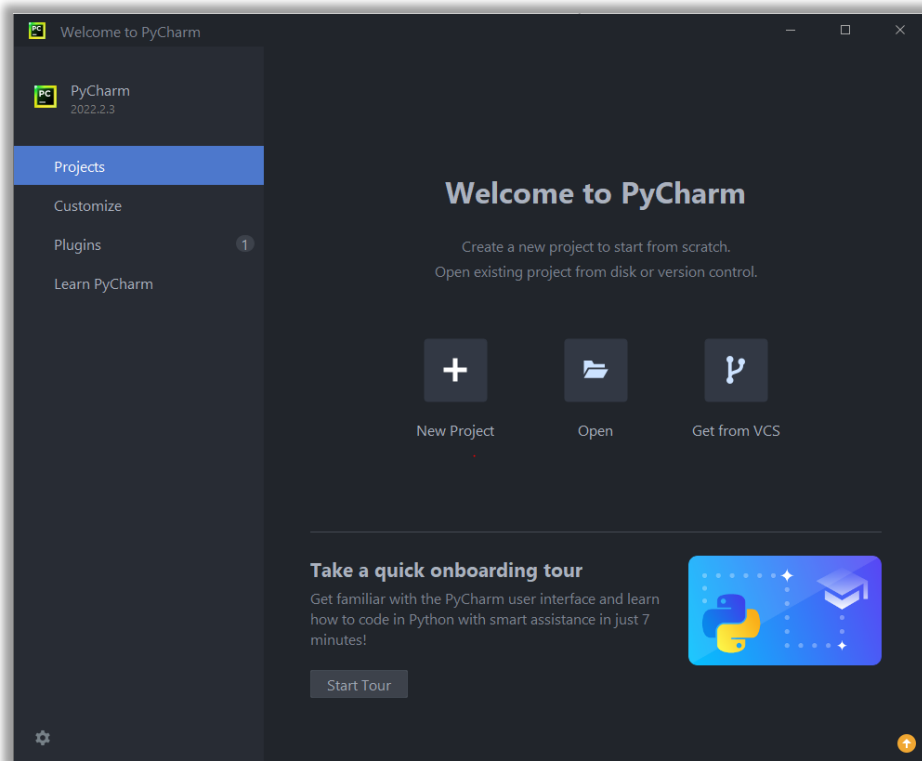 PC Welcome to PyCharm
PC PyCharm
2022.2.3
Projects
Customize
Plugins 1
Learn PyCharm
Welcome to PyCharm
Create a new project to start from scratch.
Open existing project from disk or version control.
New Project Open Get from VCS
Take a quick onboarding tour
Get familiar with the PyCharm user interface and learn
how to code in Python with smart assistance in just 7
minutes!
Start Tour